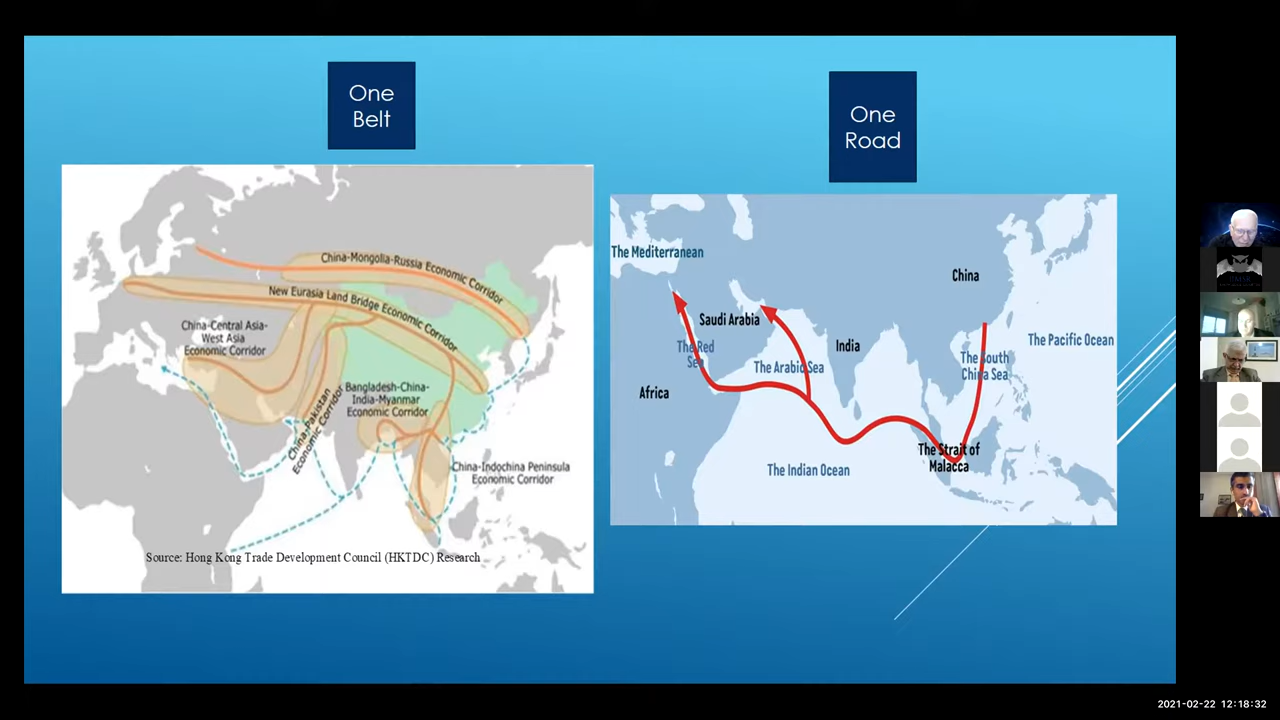 One
Belt
One
Road
China-Mongolia-Russia Economic Corridor
New Eurasia Land Bridge Economic Corridor
China-Central Asia-
West Asia
Economic Corridor
China-Pakistan
Economic Corridor
Bangladesh-China-
India-Myanmar
Economic Corridor
China-Indochina Peninsula
Economic Corridor
Source: Hong Kong Trade Development Council (HKTDC) Research
The Mediterranean
China
Saudi Arabia
The Red
Sea
India
The Pacific Ocean
The South
China Sea
The Arabic Sea
Africa
The Strait of
Malacca
The Indian Ocean
2021-02-22 12:18:32